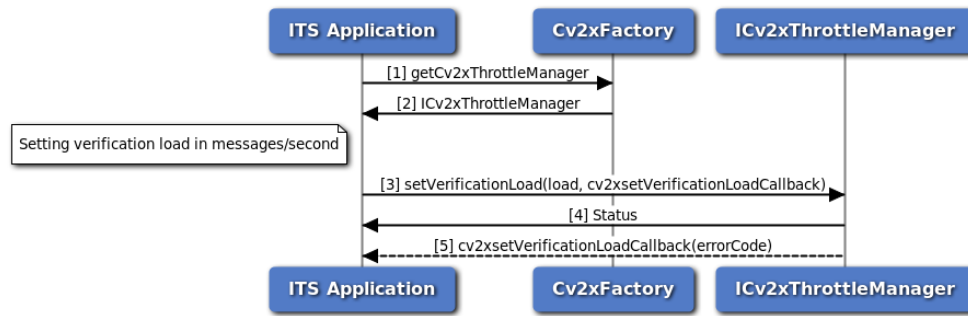 ITS Application
Cv2xFactory
ICv2xThrottleManager
[1] getCv2xThrottleManager
[2] ICv2xThrottleManager
Setting verification load in messages/second
[3] setVerificationLoad(load, cv2xsetVerificationLoadCallback)
[4] Status
[5] cv2xsetVerificationLoadCallback(errorCode)
ITS Application
Cv2xFactory
ICv2xThrottleManager